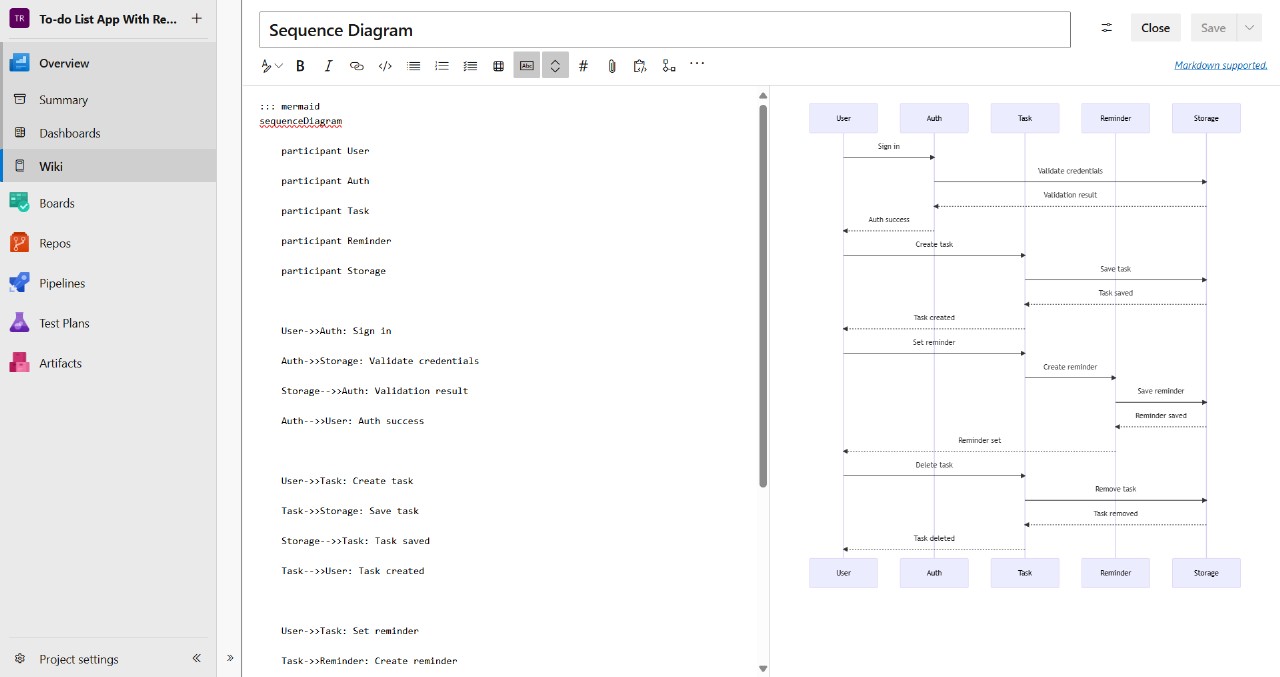 TR To-do List App With Re...
Overview
Summary
Dashboards
Wiki
Boards
Repos
Pipelines
Test Plans
Artifacts
Project settings
Sequence Diagram
Close
Save
B I </> Abc # ...
Markdown supported.
::: mermaid
sequenceDiagram
participant User
participant Auth
participant Task
participant Reminder
participant Storage
User->>Auth: Sign in
Auth->>Storage: Validate credentials
Storage-->>Auth: Validation result
Auth-->>User: Auth success
User->>Task: Create task
Task->>Storage: Save task
Storage-->>Task: Task saved
Task-->>User: Task created
User->>Task: Set reminder
Task->>Reminder: Create reminder
User Auth Task Reminder Storage
Sign in
Validate credentials
Validation result
Auth success
Create task
Save task
Task saved
Task created
Set reminder
Create reminder
Save reminder
Reminder saved
Reminder set
Delete task
Remove task
Task removed
Task deleted
User Auth Task Reminder Storage